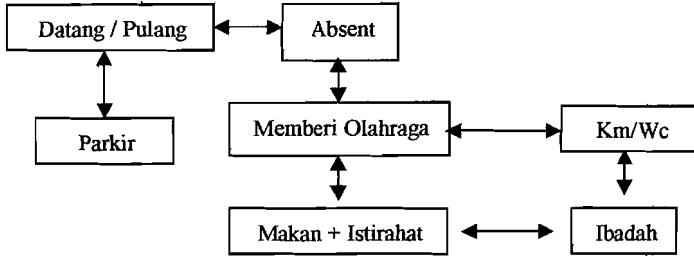 Datang / Pulang
Absent
Parkir
Memberi Olahraga
Km/Wc
Makan + Istirahat
Ibadah